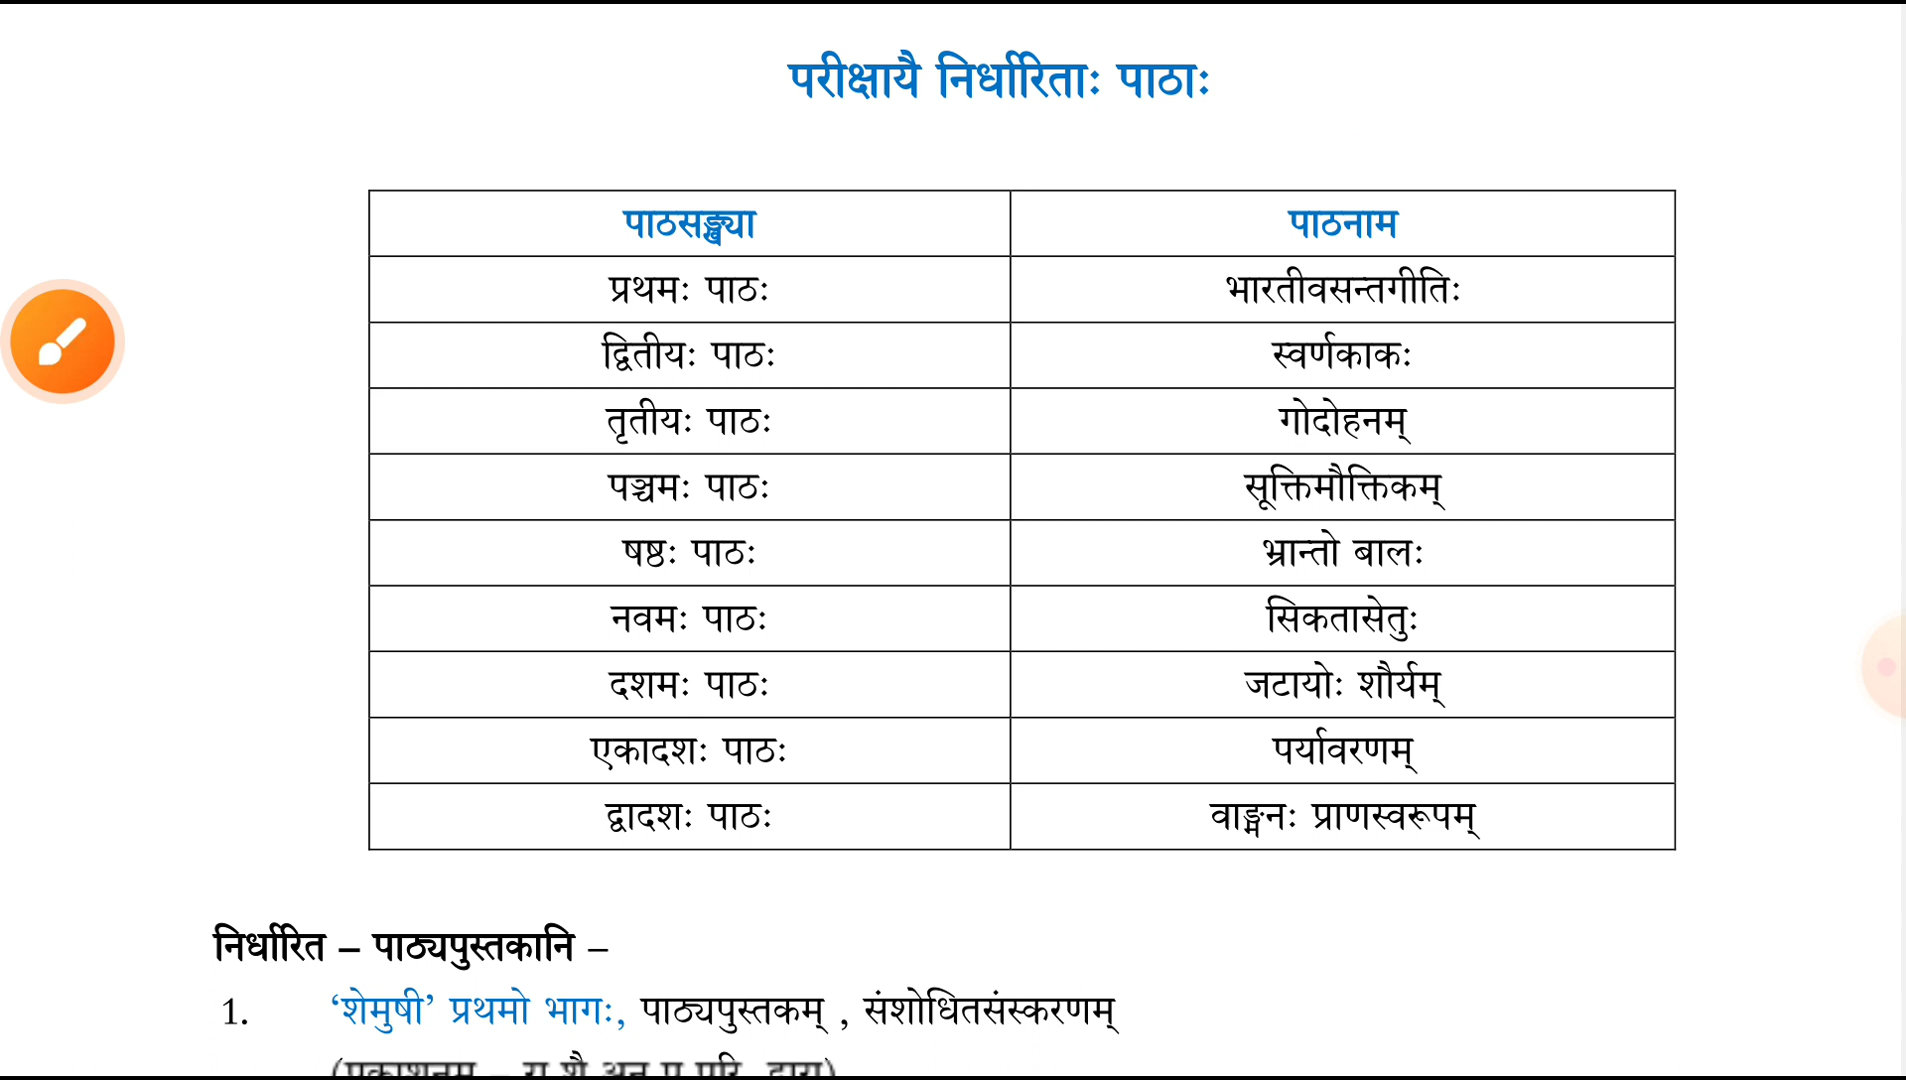 परीक्षायै निर्धारिताः पाठाः
पाठसङ्ख्या पाठनाम
प्रथमः पाठः भारतीवसन्तगीतिः
द्वितीयः पाठः स्वर्णकाकः
तृतीयः पाठः गोदोहनम्
पञ्चमः पाठः सूक्तिमौक्तिकम्
षष्ठः पाठः भ्रान्तो बालः
नवमः पाठः सिकतासेतुः
दशमः पाठः जटायोः शौर्यम्
एकादशः पाठः पर्यावरणम्
द्वादशः पाठः वाङ्मनः प्राणस्वरूपम्
निर्धारित – पाठ्यपुस्तकानि –
1. ‘शेमुषी’ प्रथमो भागः, पाठ्यपुस्तकम् , संशोधितसंस्करणम्